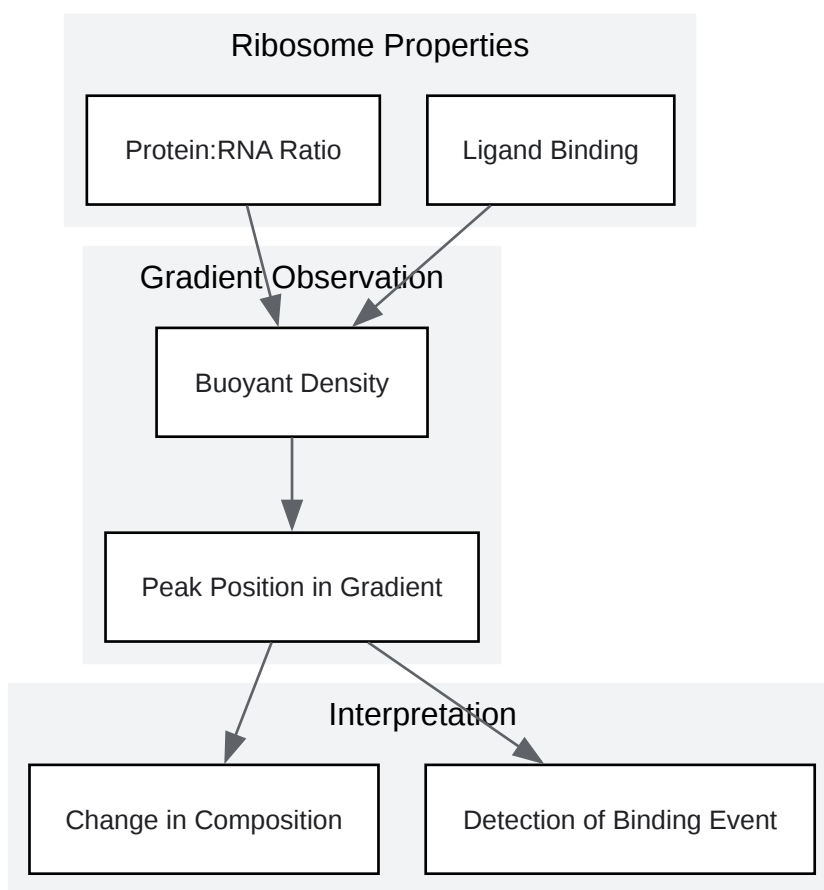 Ribosome Properties
Protein:RNA Ratio
Ligand Binding
Gradient Observation
Buoyant Density
Peak Position in Gradient
Interpretation
Change in Composition
Detection of Binding Event